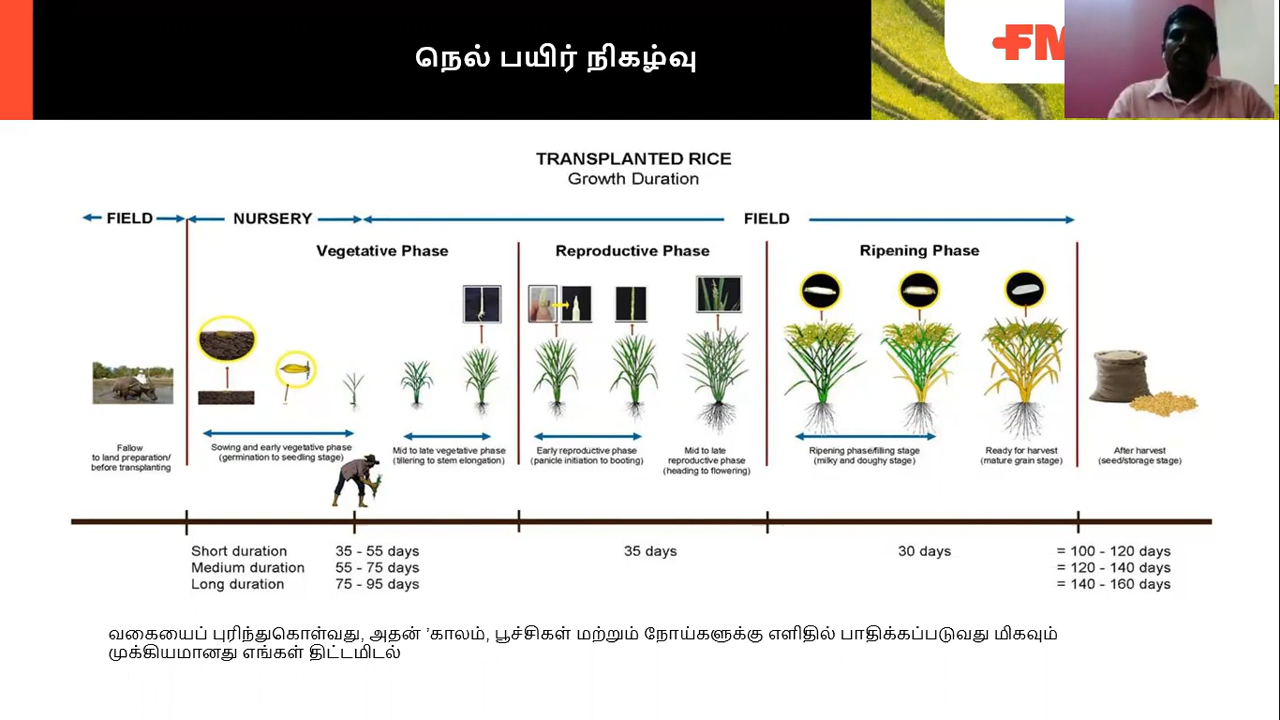 நெல் பயிர் நிகழ்வு
FM
TRANSPLANTED RICE
Growth Duration
FIELD
NURSERY
FIELD
Vegetative Phase
Reproductive Phase
Ripening Phase
Fallow
to land preparation/
before transplanting
Sowing and early vegetative phase
(germination to seedling stage)
Mid to late vegetative phase
(tillering to stem elongation)
Early reproductive phase
(panicle initiation to booting)
Mid to late
reproductive phase
(heading to flowering)
Ripening phase/filling stage
(milky and doughy stage)
Ready for harvest
(mature grain stage)
After harvest
(seed/storage stage)
Short duration 35 - 55 days 35 days 30 days = 100 - 120 days
Medium duration 55 - 75 days = 120 - 140 days
Long duration 75 - 95 days = 140 - 160 days
வகையைப் புரிந்துகொள்வது, அதன் ’காலம், பூச்சிகள் மற்றும் நோய்களுக்கு எளிதில் பாதிக்கப்படுவது மிகவும்
முக்கியமானது எங்கள் திட்டமிடல்